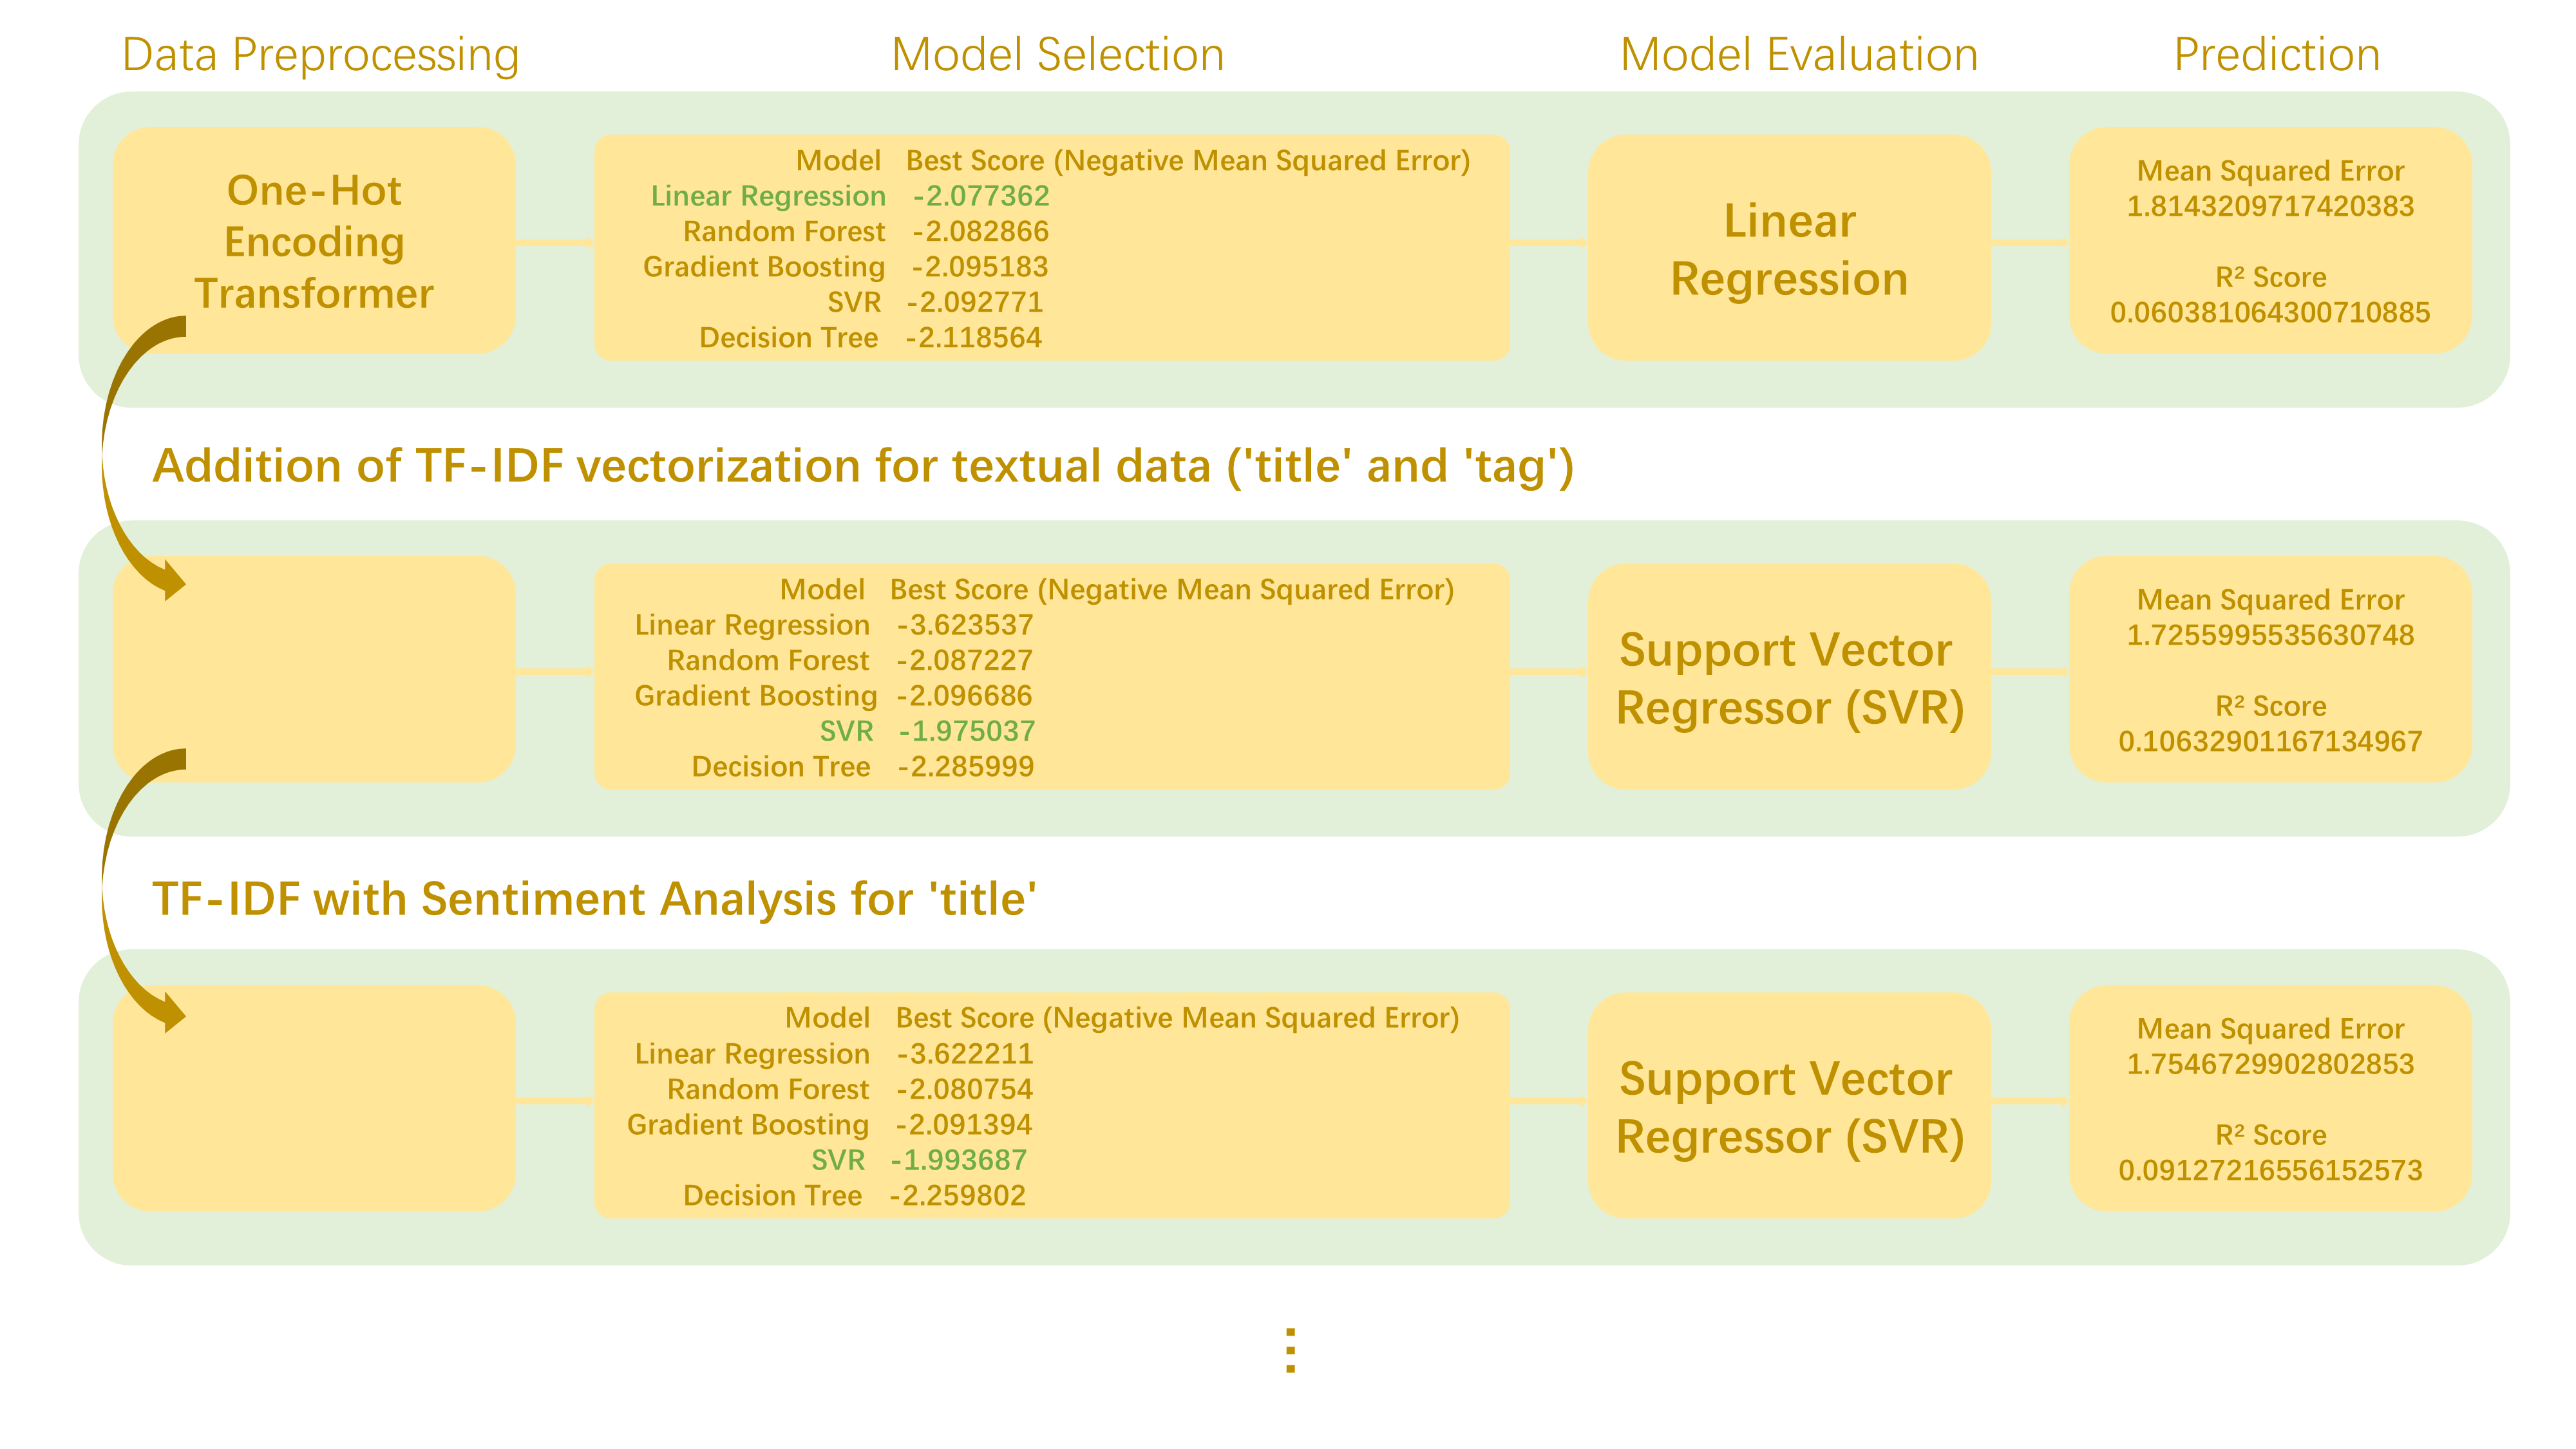 Data Preprocessing
Model Selection
Model Evaluation
Prediction
One-Hot
Encoding
Transformer
Model Best Score (Negative Mean Squared Error)
Linear Regression -2.077362
Random Forest -2.082866
Gradient Boosting -2.095183
SVR -2.092771
Decision Tree -2.118564
Linear
Regression
Mean Squared Error
1.8143209717420383
R² Score
0.060381064300710885
Addition of TF-IDF vectorization for textual data ('title' and 'tag')
Model Best Score (Negative Mean Squared Error)
Linear Regression -3.623537
Random Forest -2.087227
Gradient Boosting -2.096686
SVR -1.975037
Decision Tree -2.285999
Support Vector
Regressor (SVR)
Mean Squared Error
1.7255995535630748
R² Score
0.10632901167134967
TF-IDF with Sentiment Analysis for 'title'
Model Best Score (Negative Mean Squared Error)
Linear Regression -3.622211
Random Forest -2.080754
Gradient Boosting -2.091394
SVR -1.993687
Decision Tree -2.259802
Support Vector
Regressor (SVR)
Mean Squared Error
1.7546729902802853
R² Score
0.09127216556152573
⋮